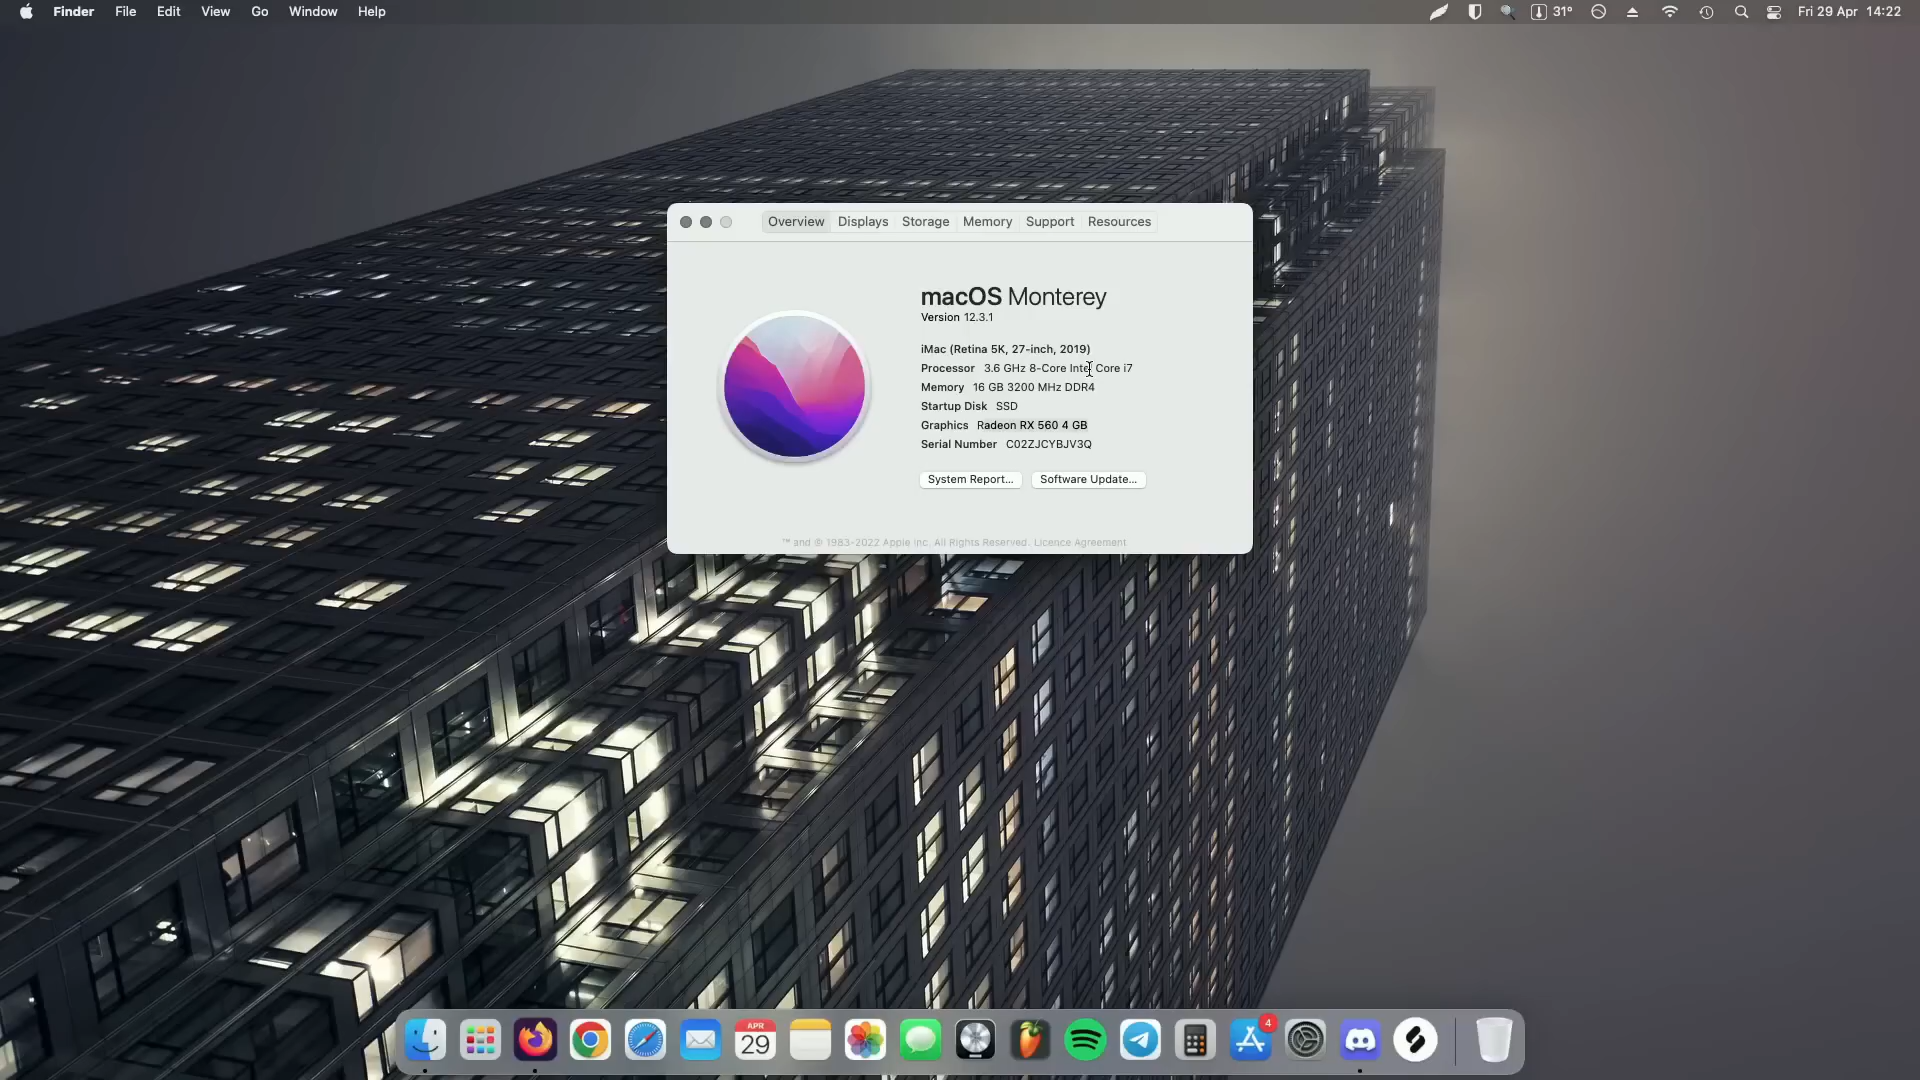 Finder File Edit View Go Window Help
31° Fri 29 Apr 14:22
Overview Displays Storage Memory Support Resources
macOS Monterey
Version 12.3.1
iMac (Retina 5K, 27-inch, 2019)
Processor 3.6 GHz 8-Core Intel Core i7
Memory 16 GB 3200 MHz DDR4
Startup Disk SSD
Graphics Radeon RX 560 4 GB
Serial Number C02ZJCYBJV3Q
System Report... Software Update...
™ and © 1983-2022 Apple Inc. All Rights Reserved. Licence Agreement
APR
29
4